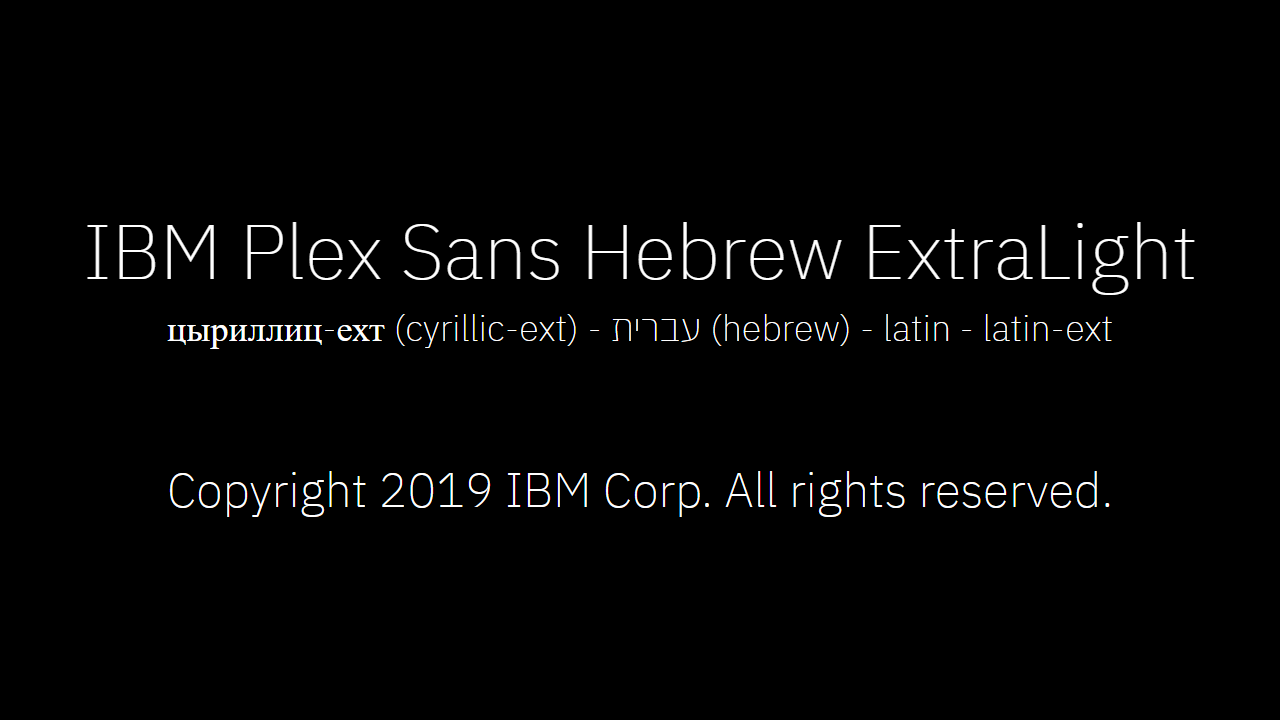 IBM Plex Sans Hebrew ExtraLight
цыриллиц-ехт (cyrillic-ext) - עברית (hebrew) - latin - latin-ext
Copyright 2019 IBM Corp. All rights reserved.